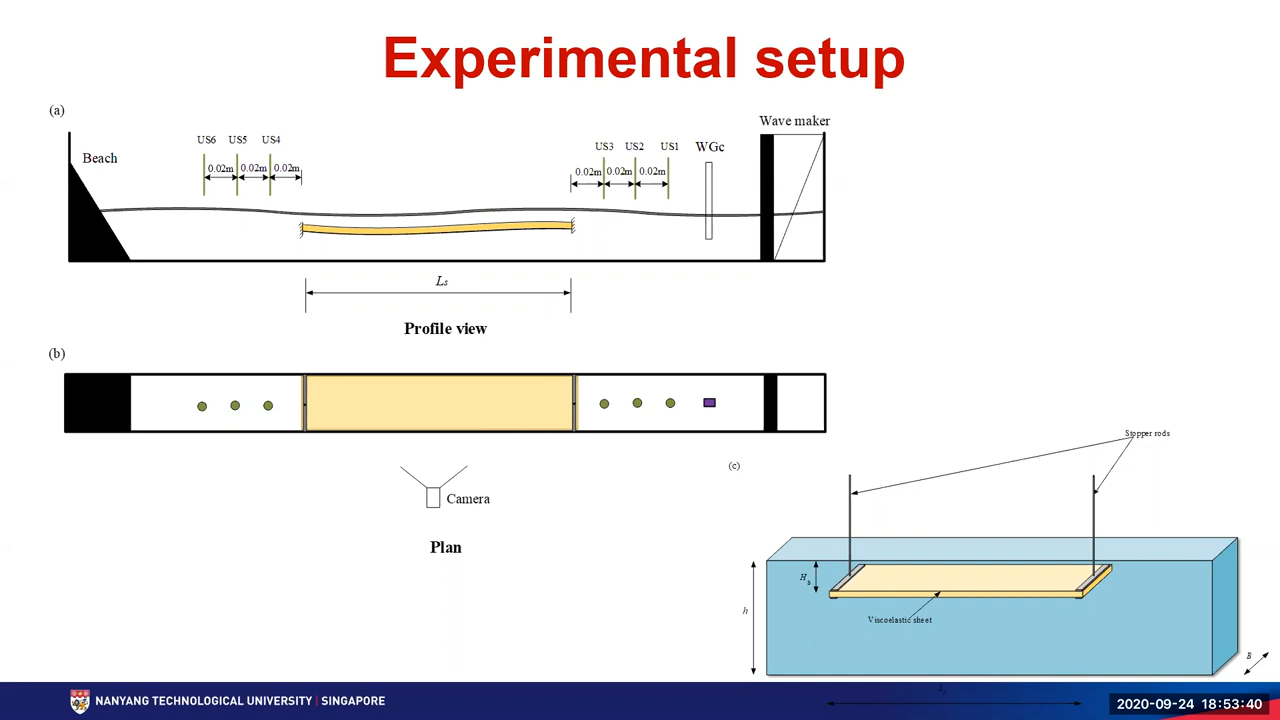 Experimental setup
(a)
Wave maker
US6 US5 US4
US3 US2 US1 WGc
Beach
0.02m 0.02m 0.02m
0.02m 0.02m 0.02m
Ls
Profile view
(b)
Stopper rods
(c)
Camera
Plan
Hs
h
Viscoelastic sheet
B
Ls
NANYANG TECHNOLOGICAL UNIVERSITY | SINGAPORE
2020-09-24 18:53:40